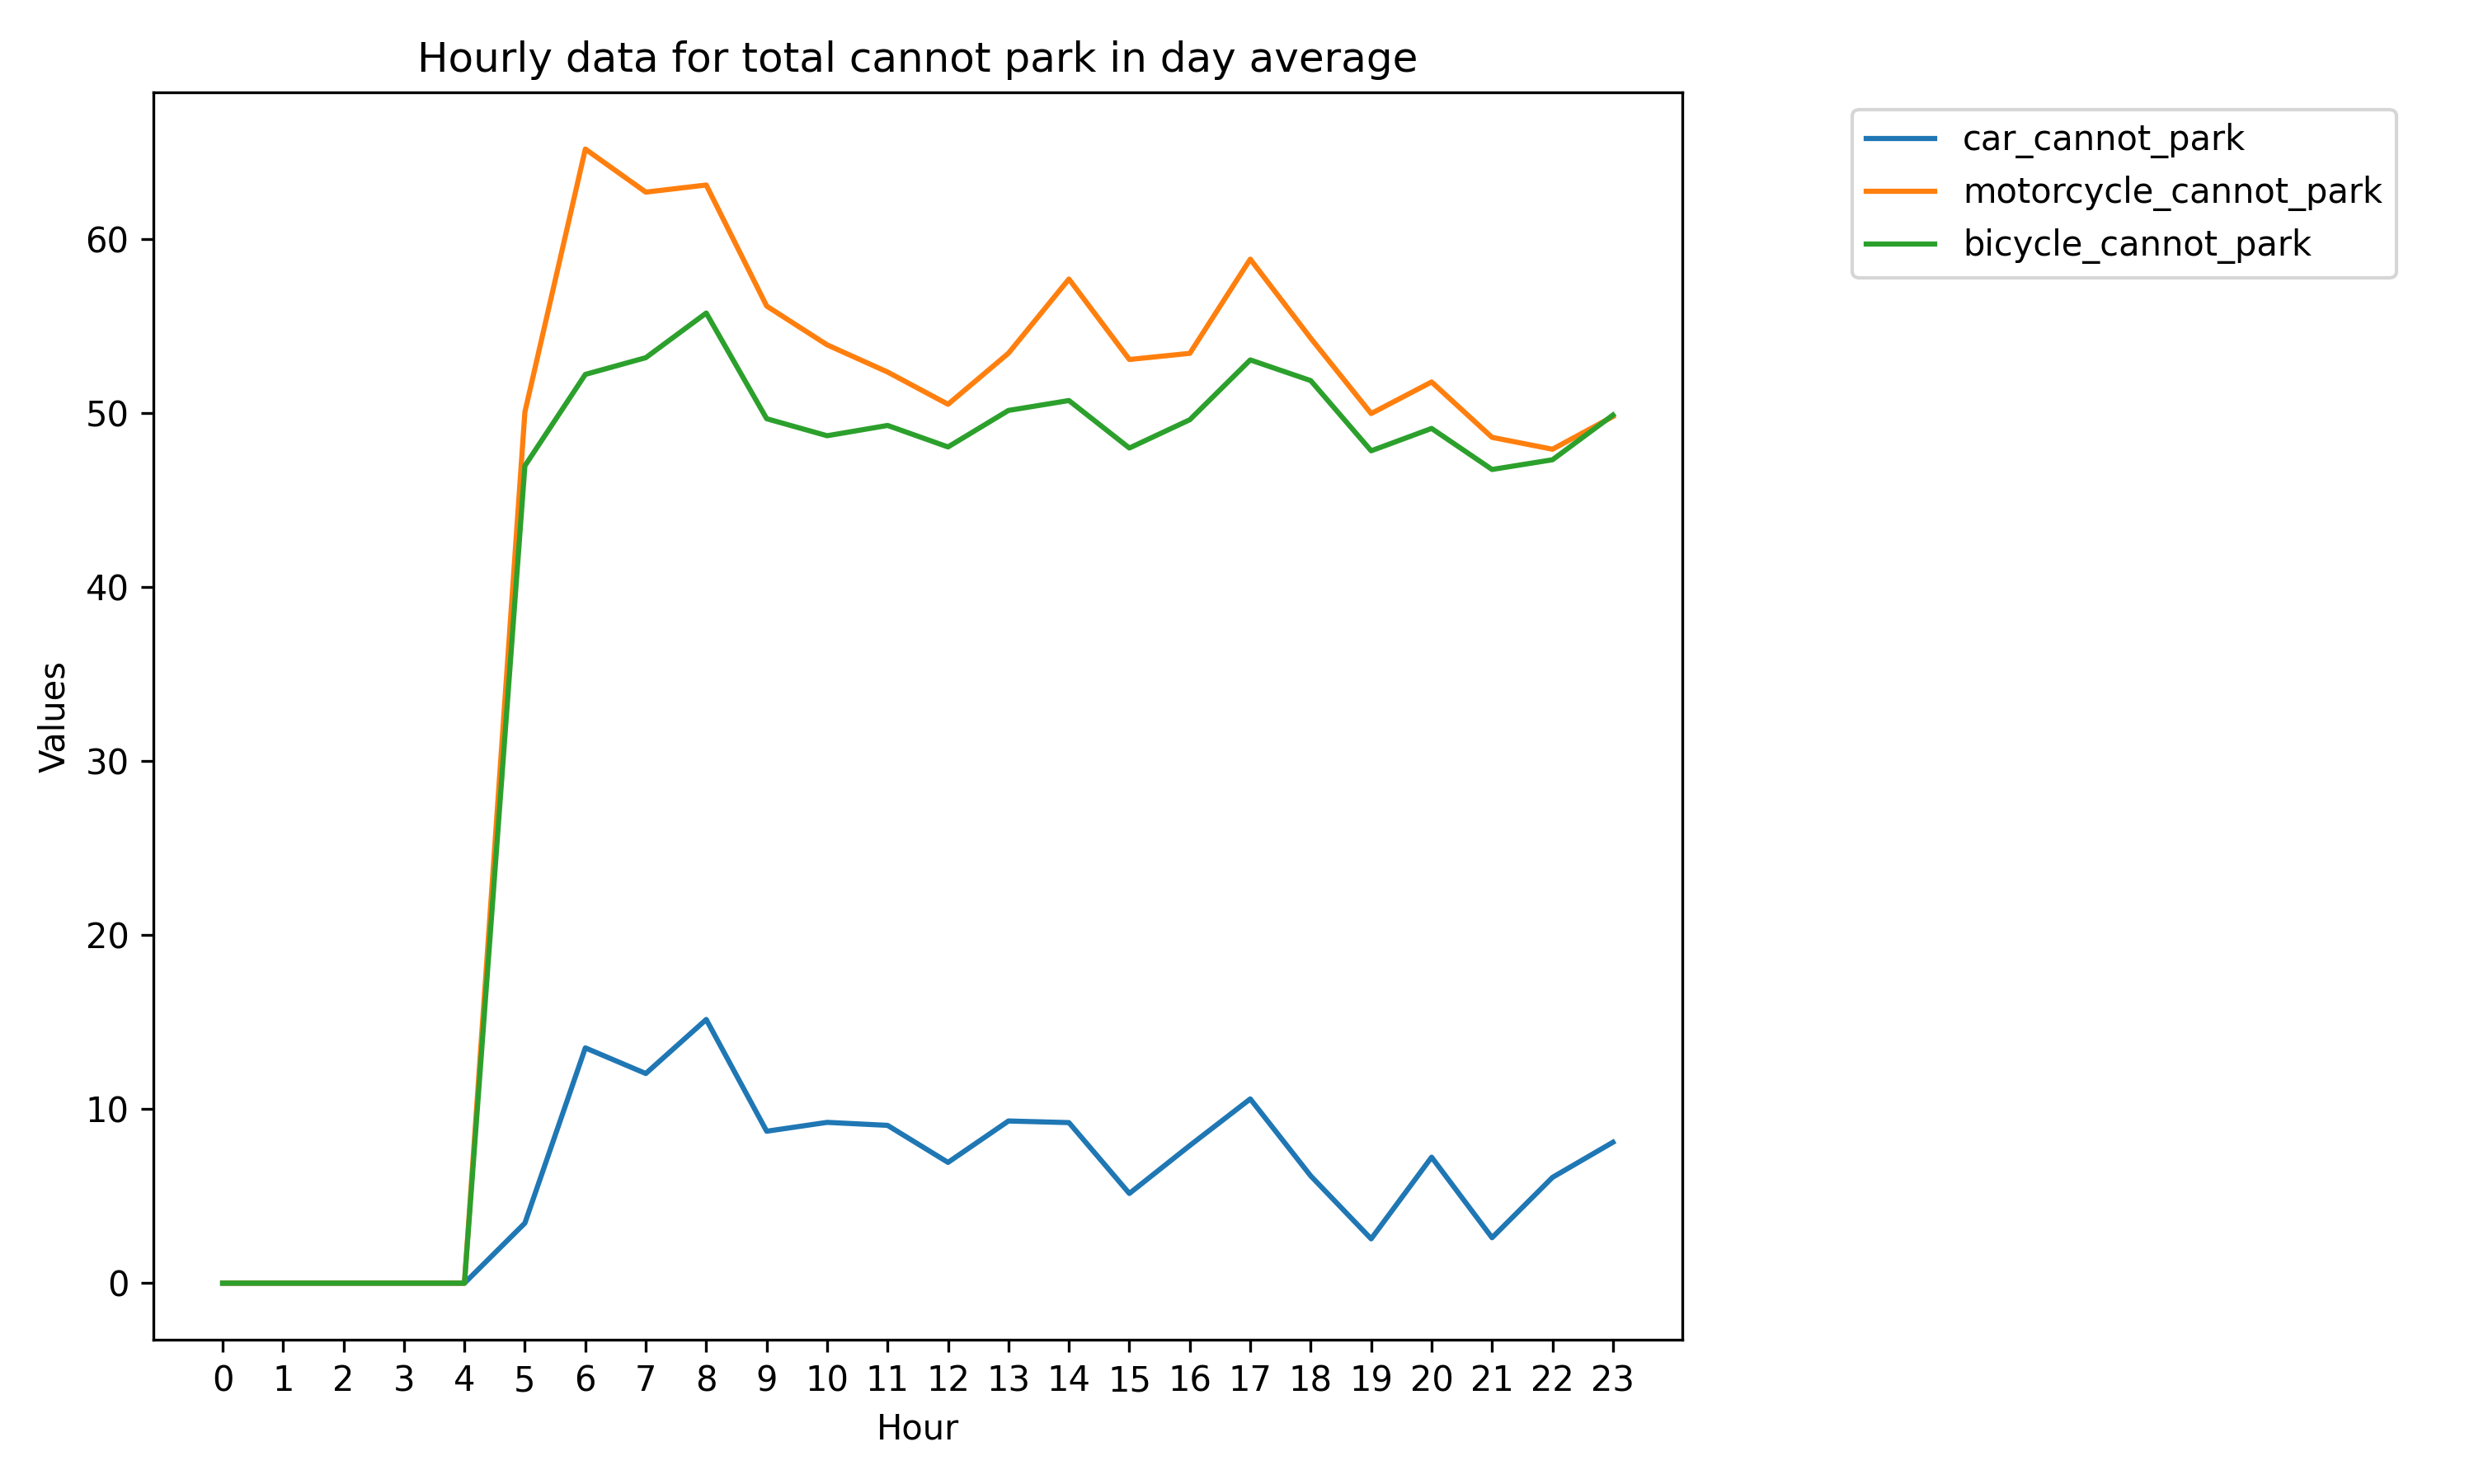 Hourly data for total cannot park in day average
car_cannot_park
motorcycle_cannot_park
bicycle_cannot_park
Values
60
50
40
30
20
10
0
0 1 2 3 4 5 6 7 8 9 10 11 12 13 14 15 16 17 18 19 20 21 22 23
Hour